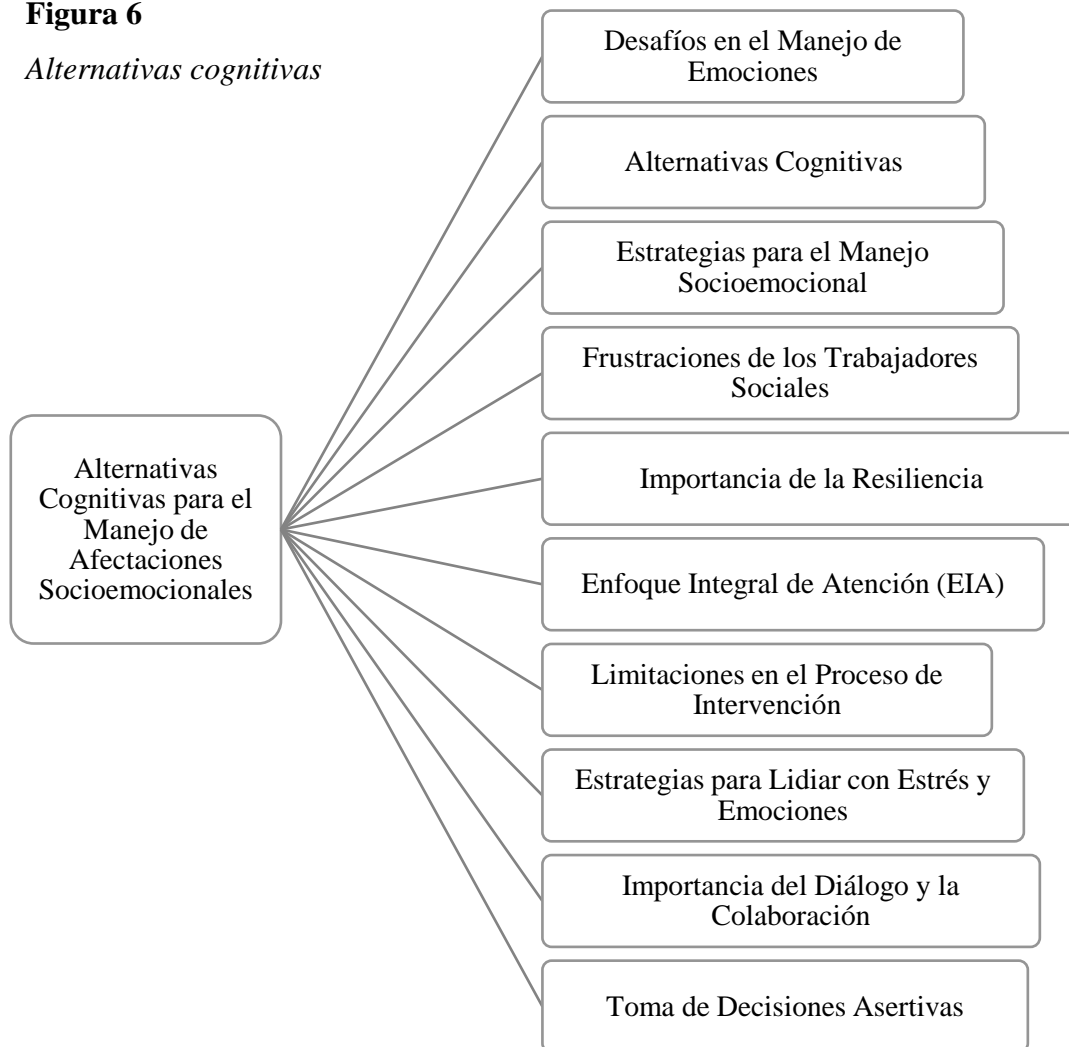 Figura 6
Alternativas cognitivas
Desafíos en el Manejo de
Emociones
Alternativas Cognitivas
Estrategias para el Manejo
Socioemocional
Frustraciones de los Trabajadores
Sociales
Importancia de la Resiliencia
Alternativas
Cognitivas para el
Manejo de
Afectaciones
Socioemocionales
Enfoque Integral de Atención (EIA)
Limitaciones en el Proceso de
Intervención
Estrategias para Lidiar con Estrés y
Emociones
Importancia del Diálogo y la
Colaboración
Toma de Decisiones Asertivas